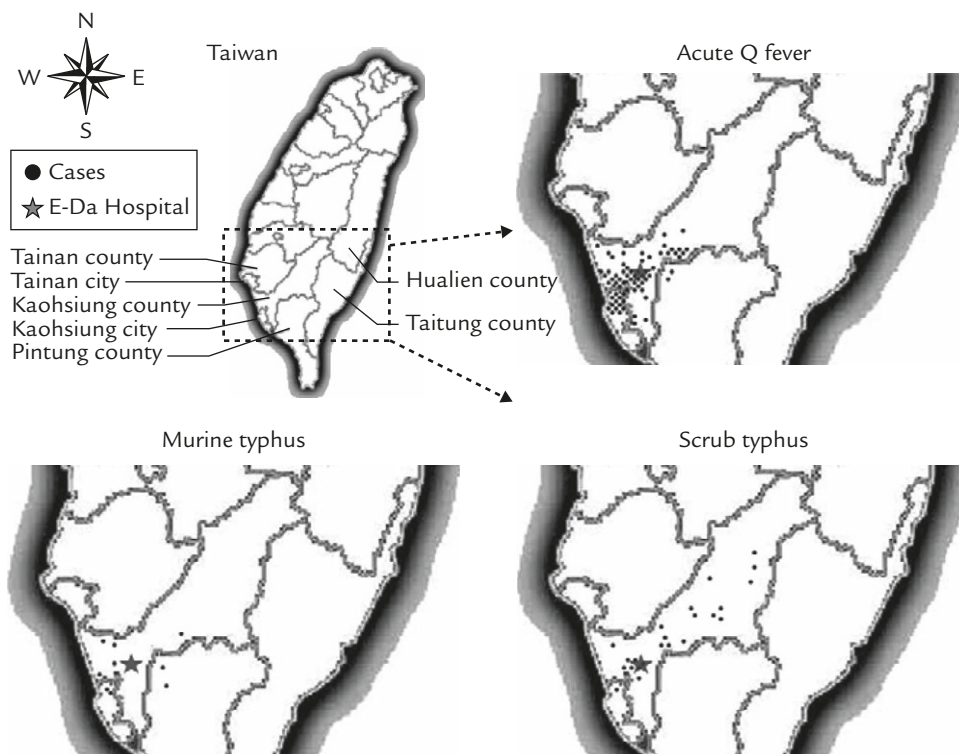 N
W E
S
Taiwan
Acute Q fever
Cases
E-Da Hospital
Tainan county
Tainan city
Kaohsiung county
Kaohsiung city
Pintung county
Hualien county
Taitung county
Murine typhus
Scrub typhus